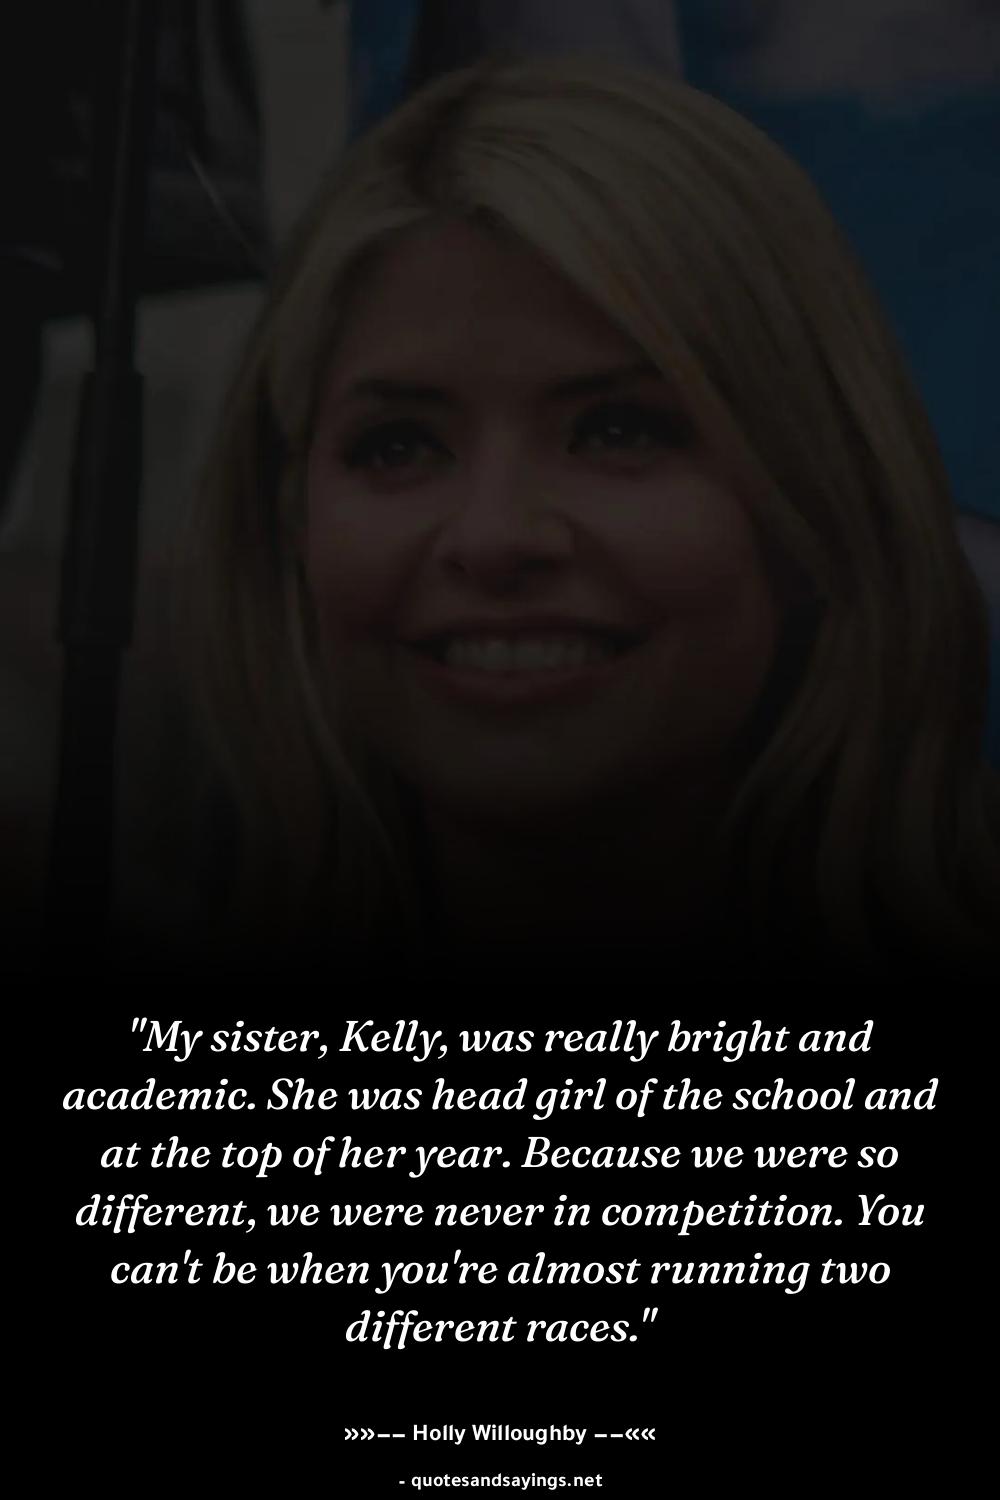 "My sister, Kelly, was really bright and
academic. She was head girl of the school and
at the top of her year. Because we were so
different, we were never in competition. You
can't be when you're almost running two
different races."
»»−− Holly Willoughby −−««
- quotesandsayings.net